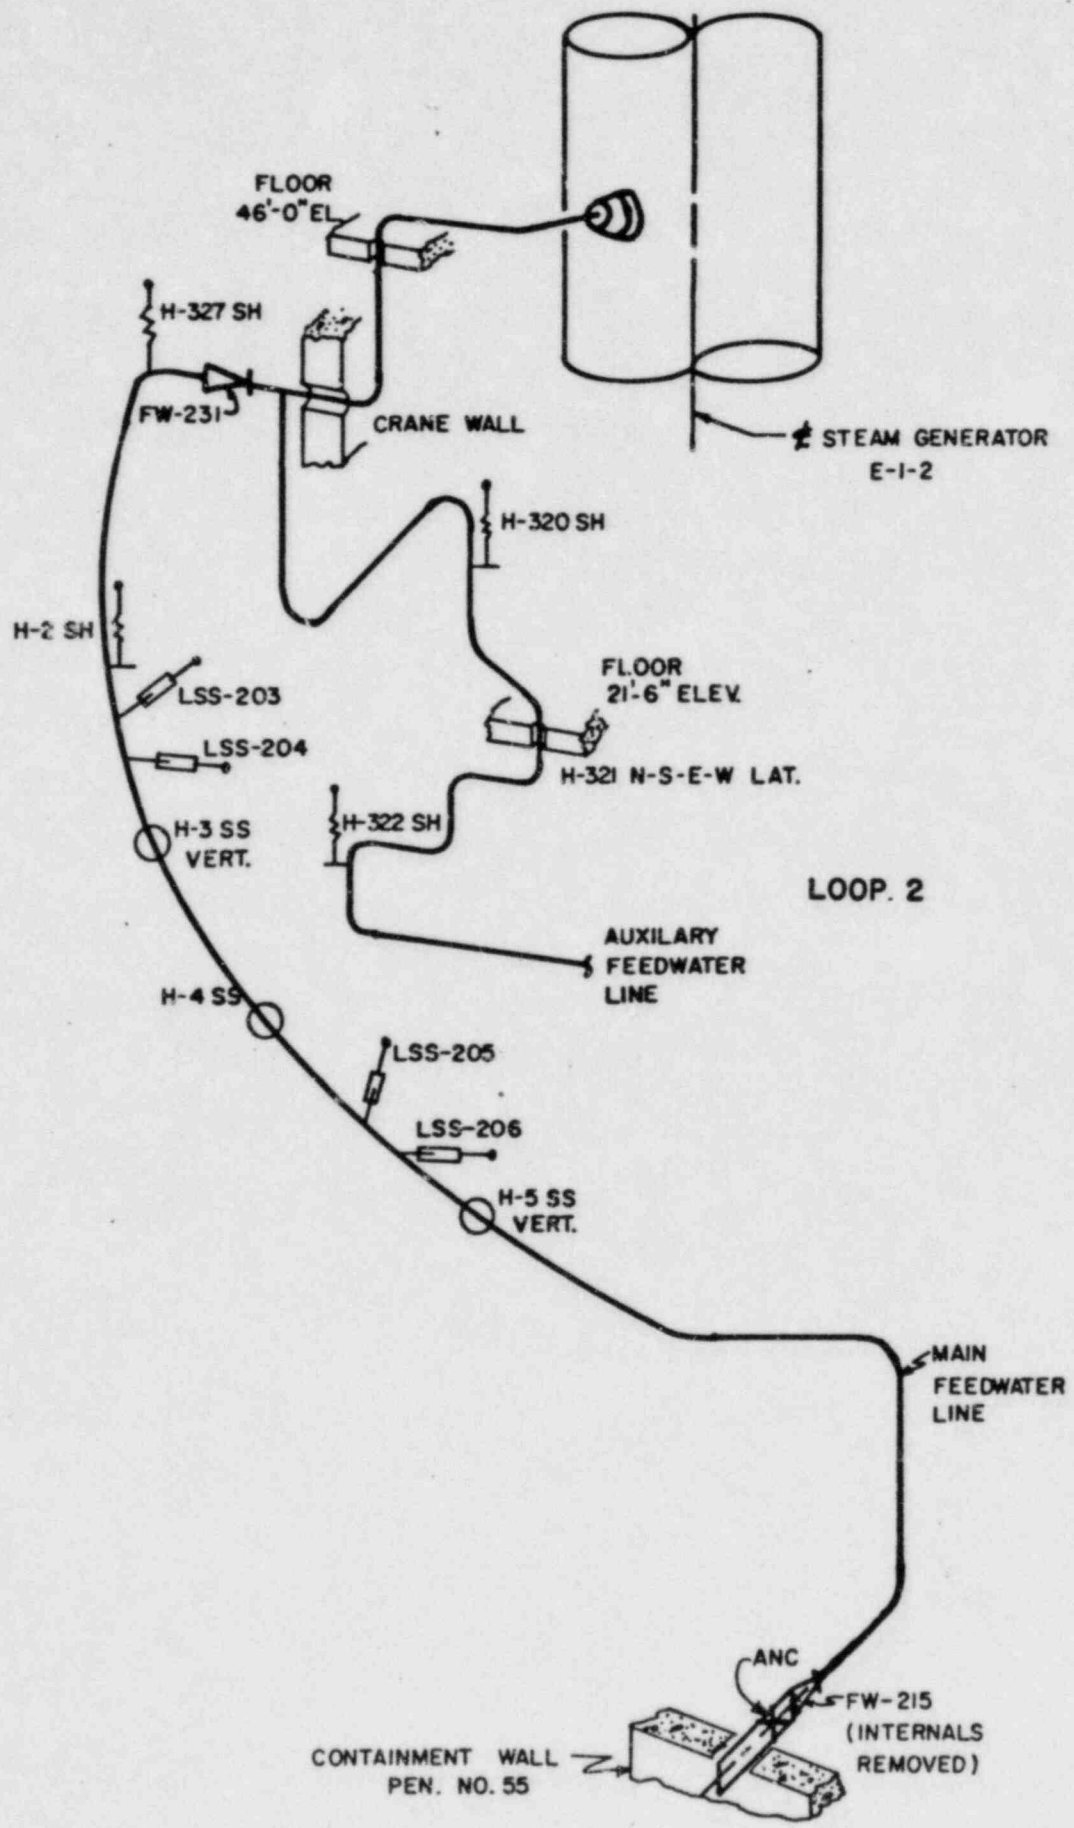 FLOOR
46'-0" EL.
H-327 SH
FW-231
CRANE WALL
℄ STEAM GENERATOR
E-1-2
H-320 SH
H-2 SH
LSS-203
FLOOR
21'-6" ELEV.
LSS-204
H-321 N-S-E-W LAT.
H-322 SH
H-3 SS
VERT.
LOOP. 2
AUXILARY
FEEDWATER
LINE
H-4 SS
LSS-205
LSS-206
H-5 SS
VERT.
MAIN
FEEDWATER
LINE
ANC
FW-215
(INTERNALS
REMOVED)
CONTAINMENT WALL
PEN. NO. 55